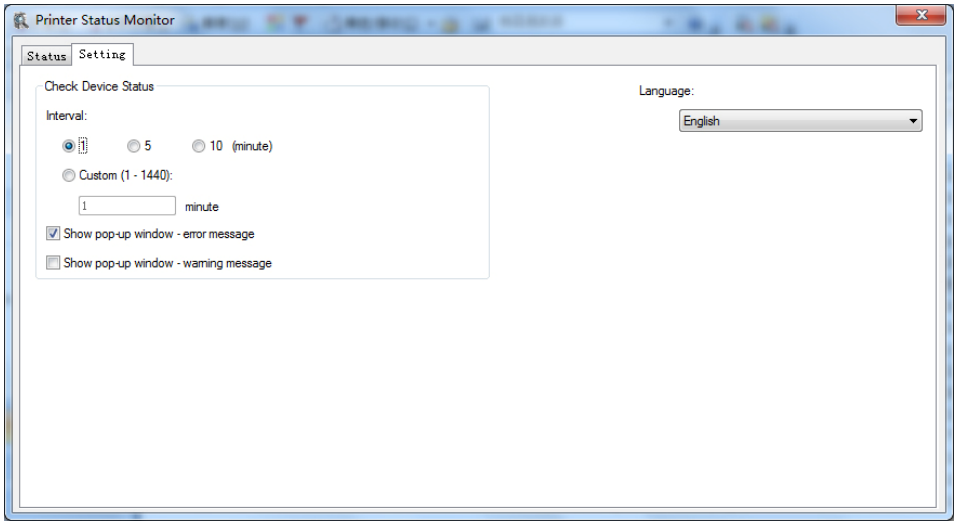 Printer Status Monitor
Status Setting
Check Device Status
Interval:
1 5 10 (minute)
Custom (1 - 1440):
1 minute
Show pop-up window - error message
Show pop-up window - warning message
Language:
English